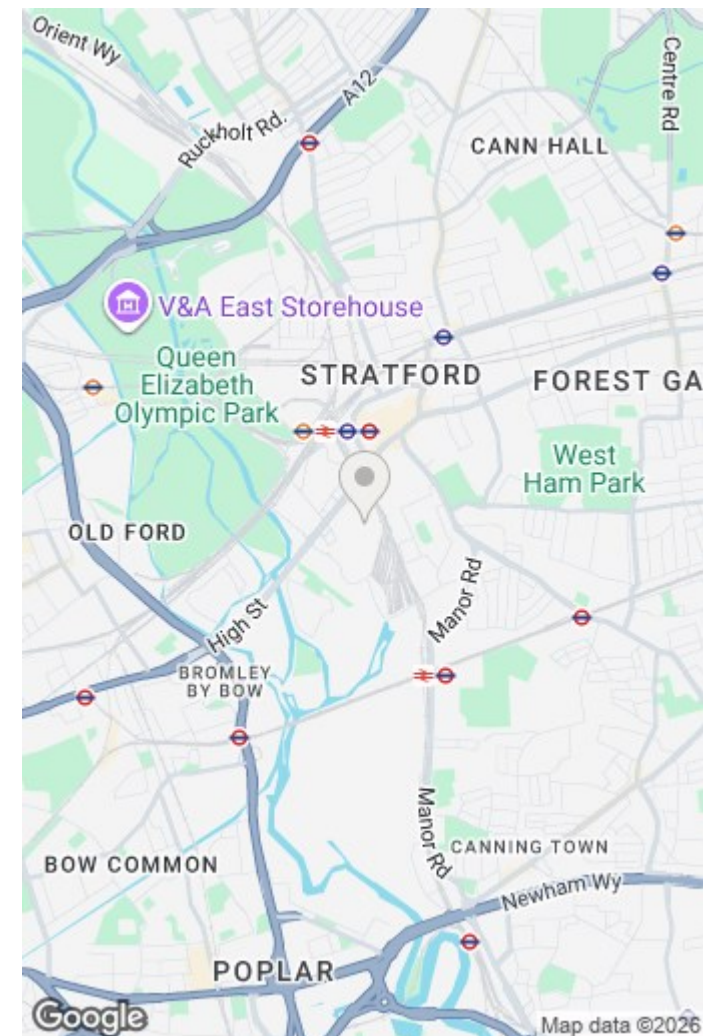 Orient Wy
A12
Centre Rd
Ruckholt Rd.
CANN HALL
V&A East Storehouse
Queen
Elizabeth
Olympic Park
STRATFORD
FOREST GA
West
Ham Park
OLD FORD
Manor Rd
High St
BROMLEY
BY BOW
Manor Rd
CANNING TOWN
BOW COMMON
Newham Wy
POPLAR
Google
Map data ©2026